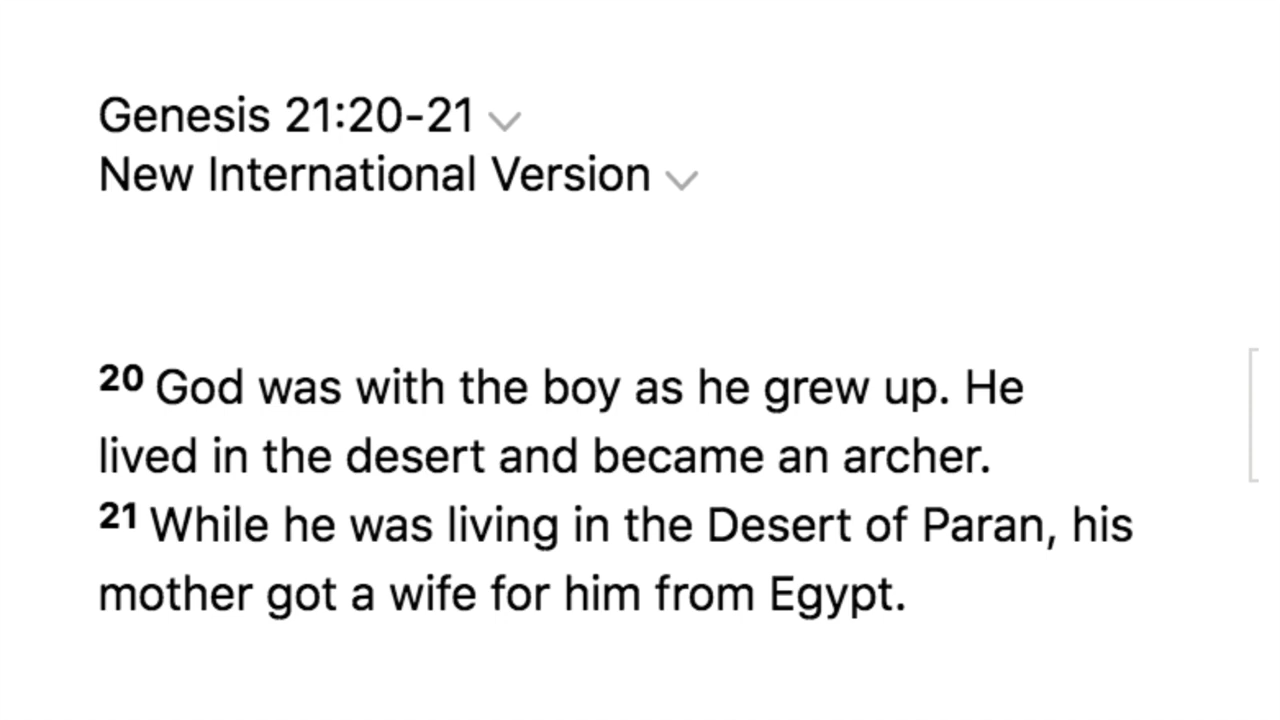 Genesis 21:20-21
New International Version
20 God was with the boy as he grew up. He
lived in the desert and became an archer.
21 While he was living in the Desert of Paran, his
mother got a wife for him from Egypt.